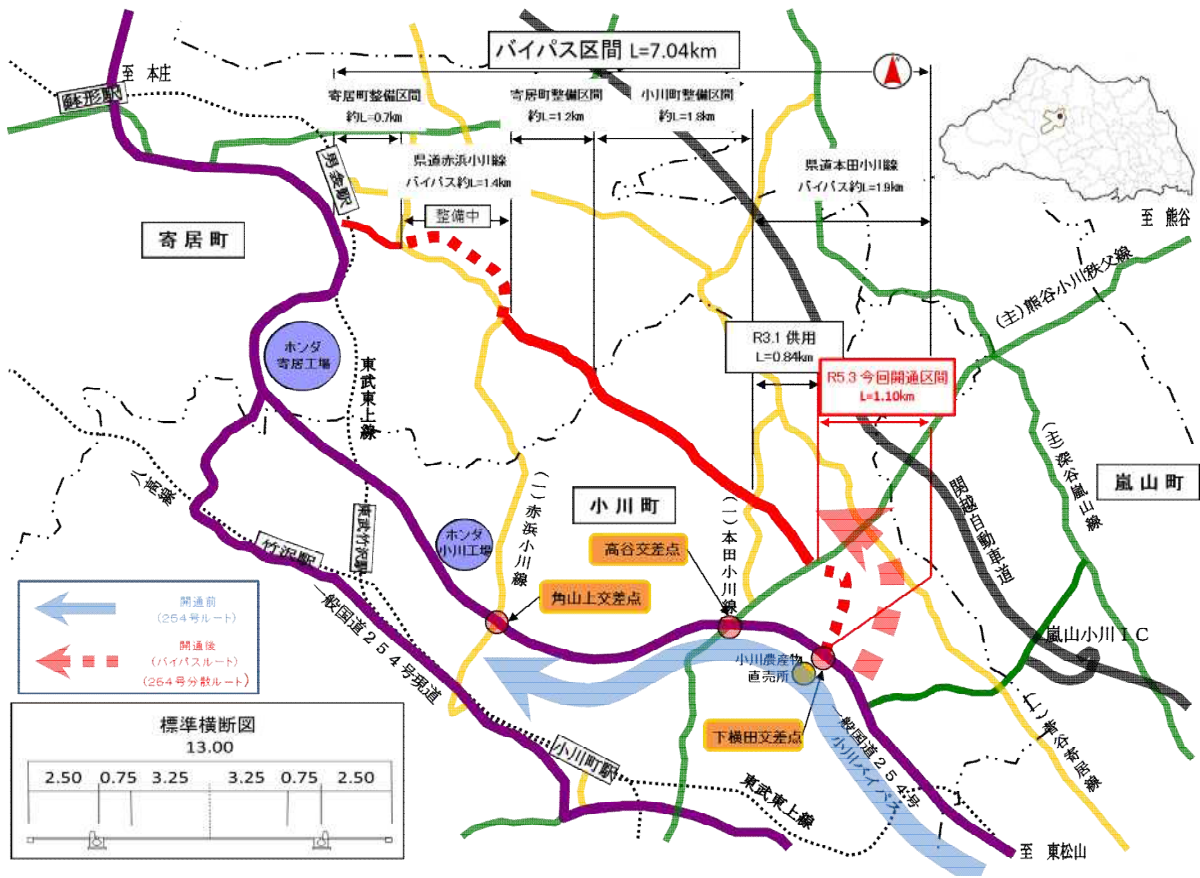 バイパス区間 L=7.04km
至 本庄
鉢形駅
寄居町整備区間
約L=0.7km
寄居町整備区間
約L=1.2km
小川町整備区間
約L=1.8km
県道赤浜小川線
バイパス約L=1.4km
整備中
県道本田小川線
バイパス約L=1.9km
男衾駅
至 熊谷
寄居町
(主)熊谷小川秩父線
R3.1 供用
L=0.84km
R5.3 今回開通区間
L=1.10km
ホンダ
寄居工場
東武東上線
(主)深谷嵐山線
嵐山町
関越自動車道
八高線
小川町
(一)赤浜小川線
(一)本田小川線
東武竹沢駅
ホンダ
小川工場
高谷交差点
竹沢駅
角山上交差点
嵐山小川IC
開通前
(254号ルート)
開通後
(バイパスルート)
(254号分散ルート)
一般国道254号現道
小川農産物
直売所
下横田交差点
一般国道254号
小川バイパス
小川町駅
東武東上線
至 東松山
標準横断図
13.00
2.50 0.75 3.25 3.25 0.75 2.50